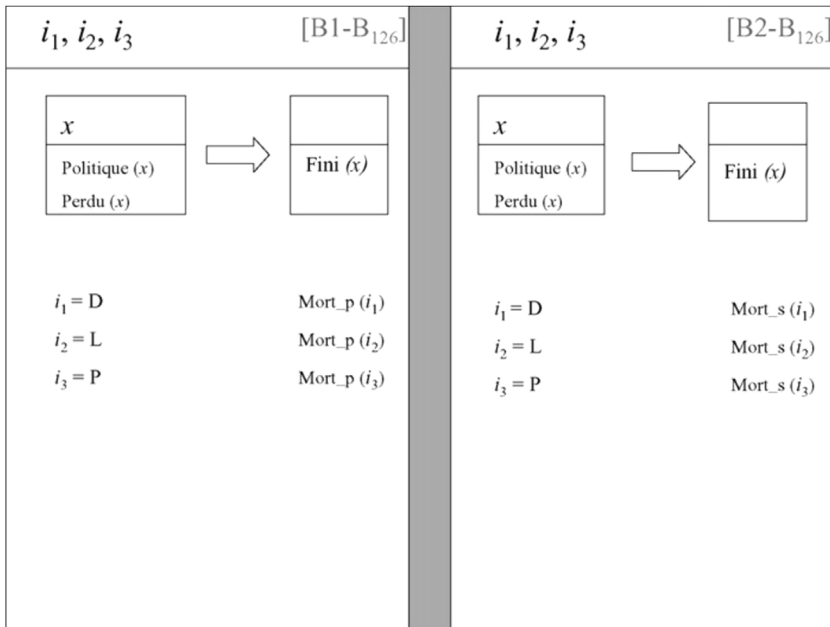 i₁, i₂, i₃ [B1-B₁₂₆]
x
Politique (x)
Perdu (x)
Fini (x)
i₁ = D Mort_p (i₁)
i₂ = L Mort_p (i₂)
i₃ = P Mort_p (i₃)
i₁, i₂, i₃ [B2-B₁₂₆]
x
Politique (x)
Perdu (x)
Fini (x)
i₁ = D Mort_s (i₁)
i₂ = L Mort_s (i₂)
i₃ = P Mort_s (i₃)